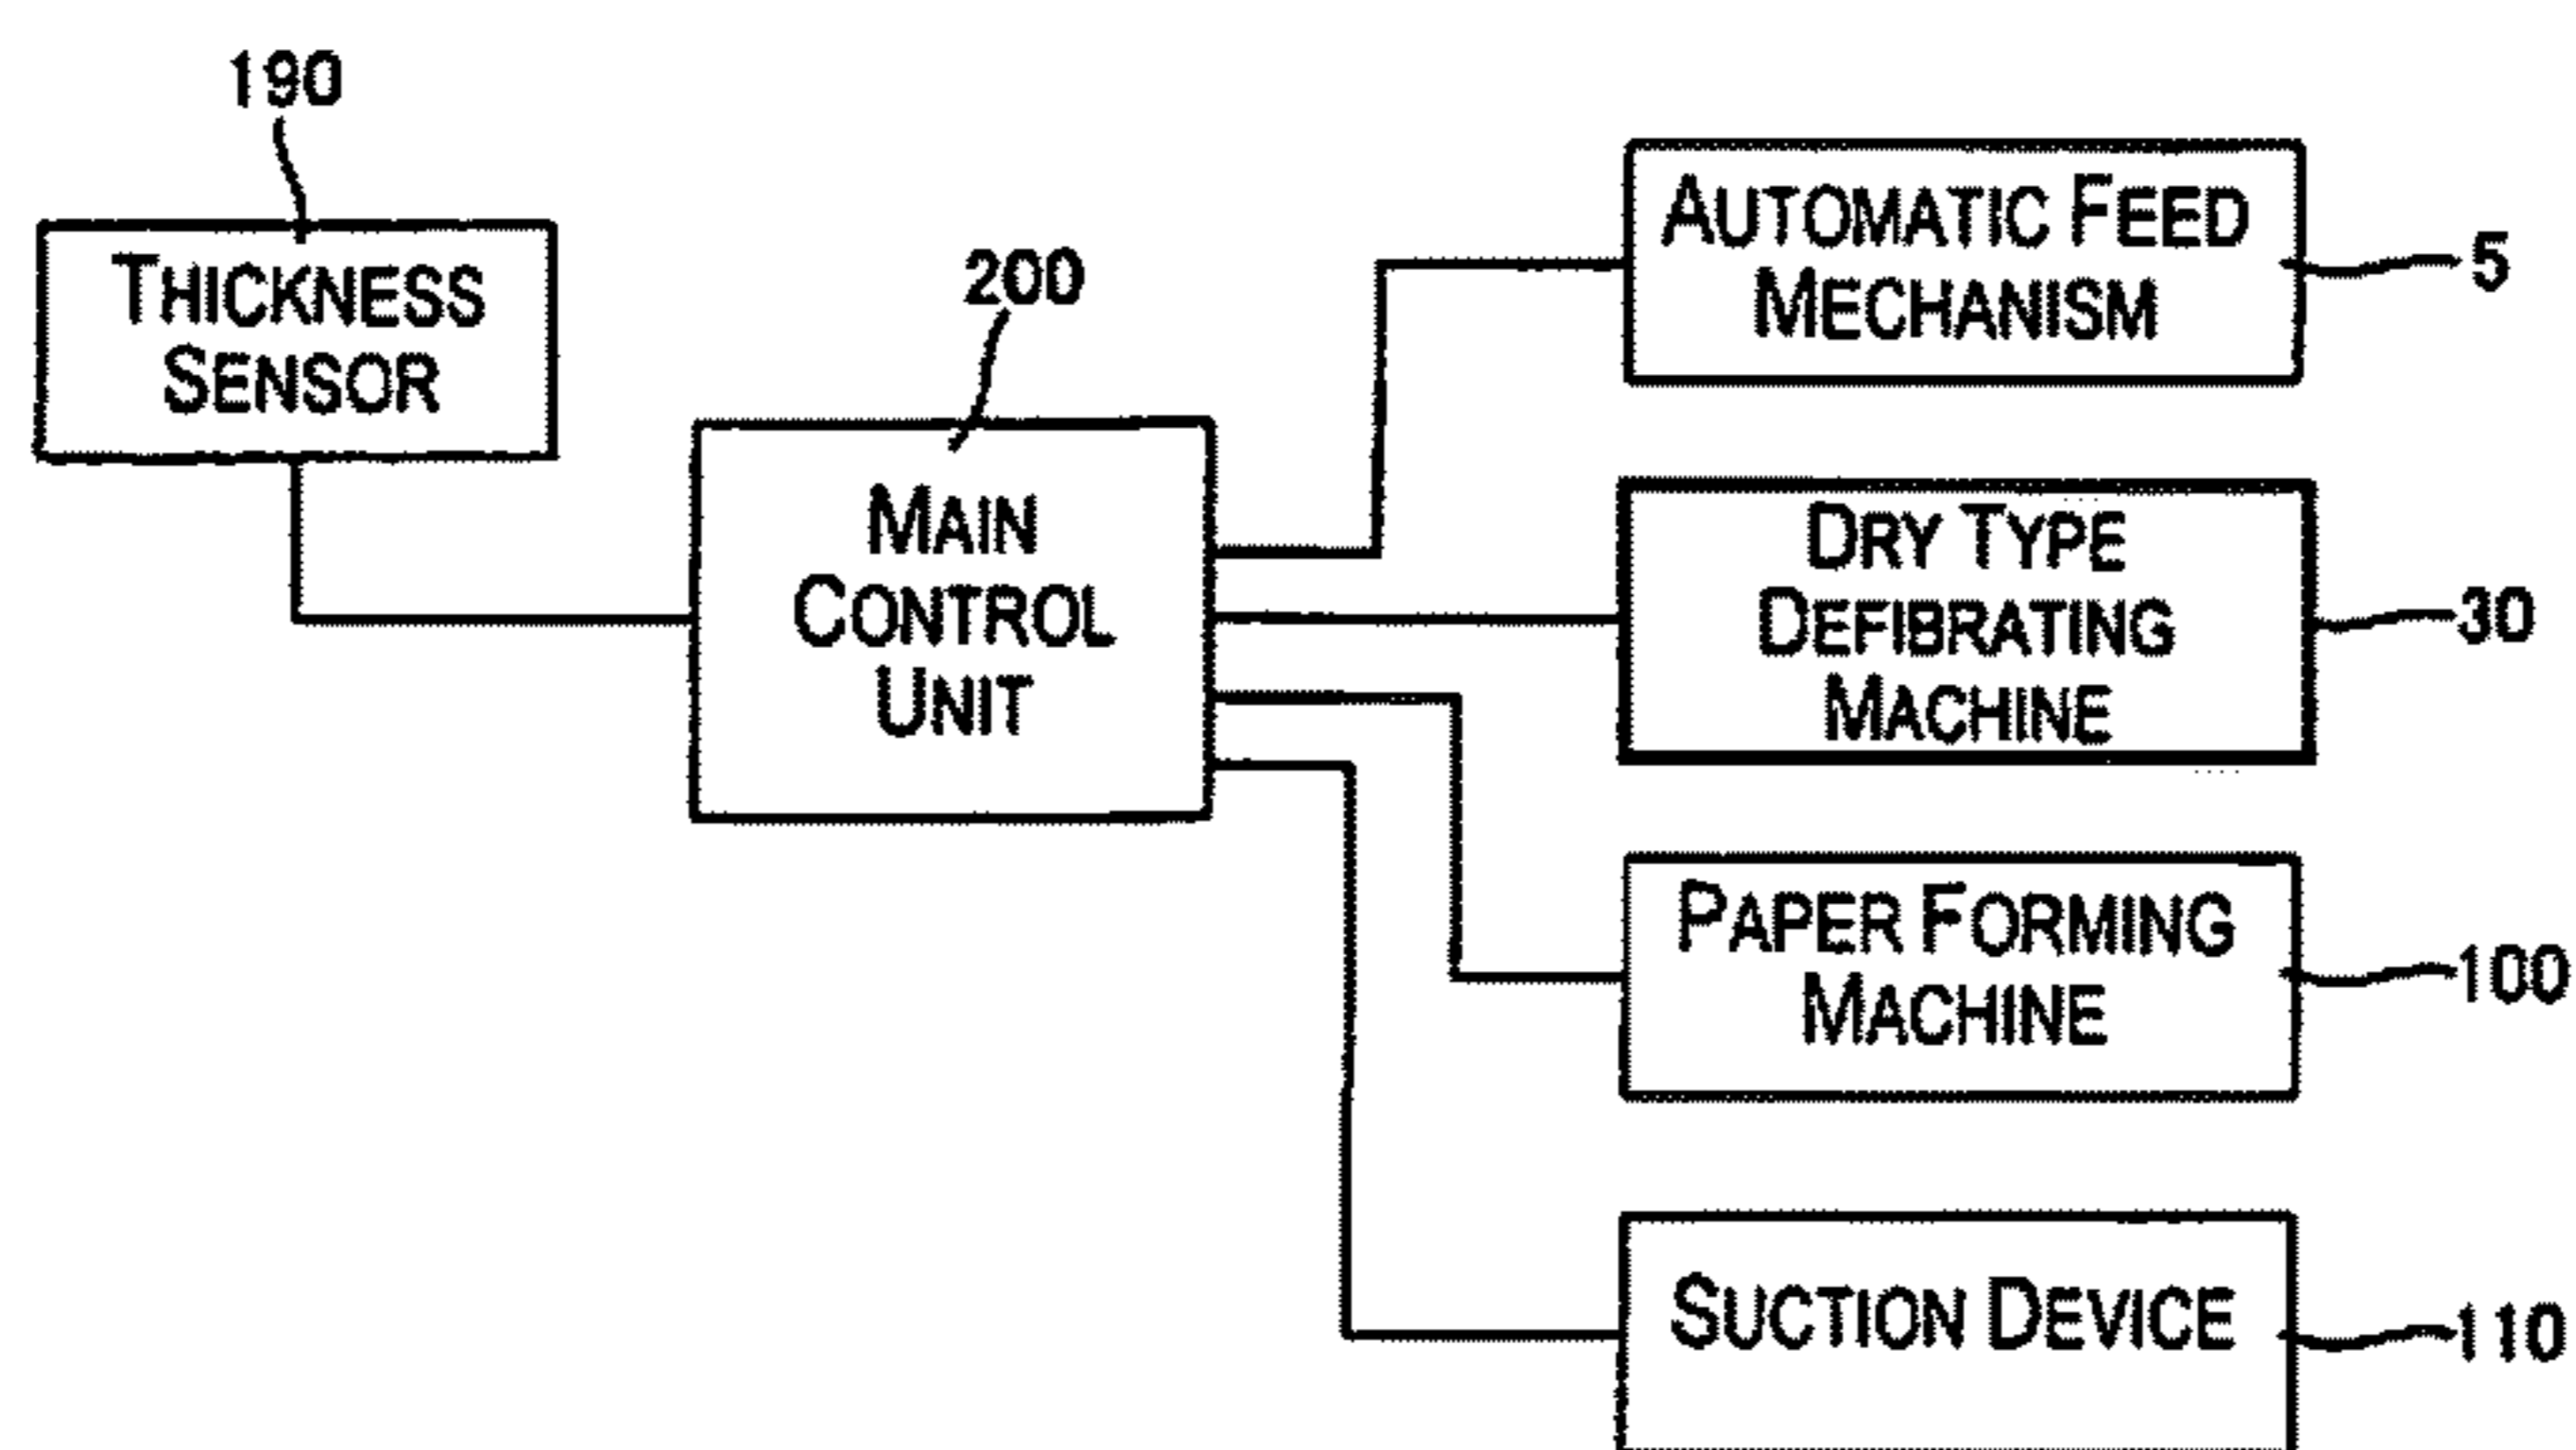 190
THICKNESS
SENSOR
200
MAIN
CONTROL
UNIT
AUTOMATIC FEED
MECHANISM
5
DRY TYPE
DEFIBRATING
MACHINE
30
PAPER FORMING
MACHINE
100
SUCTION DEVICE
110